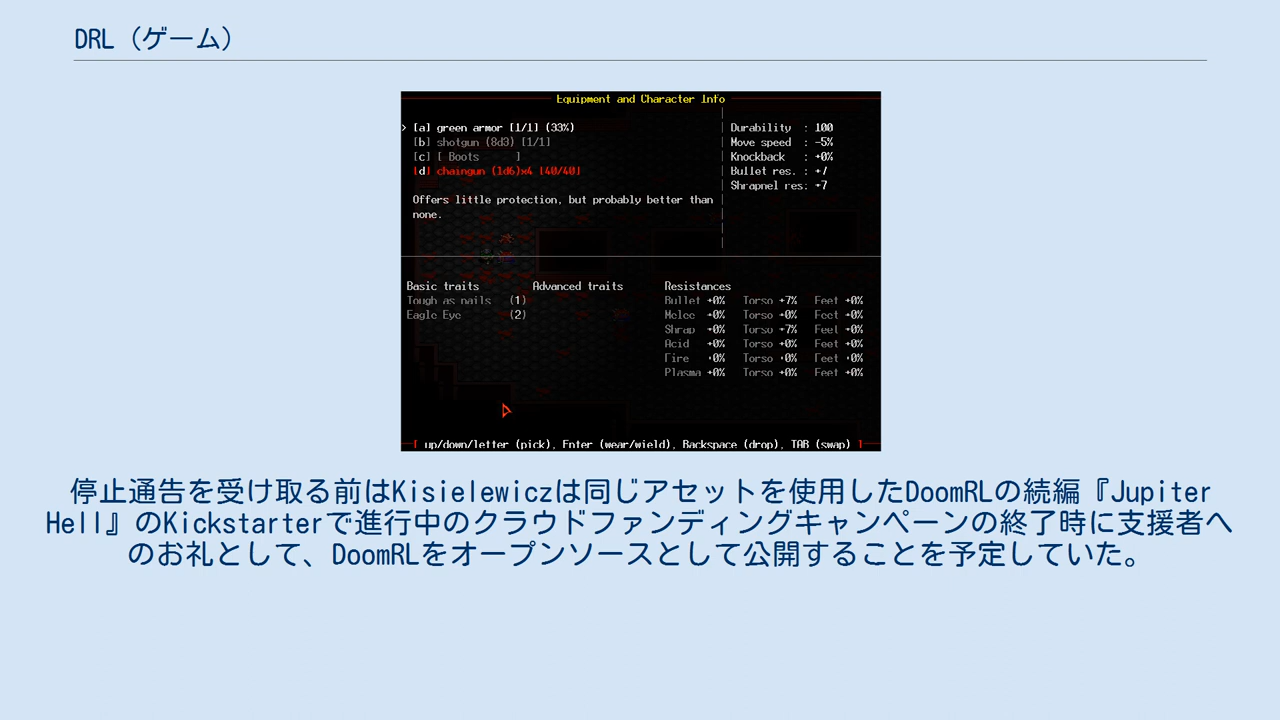 DRL（ゲーム）
Equipment and Character Info
> [a] green armor [1/1] (33%)
[b] shotgun (8d3) [1/1]
[c] [ Boots ]
[d] chaingun (1d6)x4 [40/40]
Offers little protection, but probably better than
none.
Durability : 100
Move speed : -5%
Knockback : +0%
Bullet res. : +7
Shrapnel res: +7
Basic traits Advanced traits Resistances
Tough as nails (1) Bullet +0% Torso +7% Feet +0%
Eagle Eye (2) Melee +0% Torso +0% Feet +0%
Shrap +0% Torso +7% Feet +0%
Acid +0% Torso +0% Feet +0%
Fire +0% Torso +0% Feet +0%
Plasma +0% Torso +0% Feet +0%
[ up/down/letter (pick), Enter (wear/wield), Backspace (drop), TAB (swap) ]
停止通告を受け取る前はKisielewiczは同じアセットを使用したDoomRLの続編『Jupiter
Hell』のKickstarterで進行中のクラウドファンディングキャンペーンの終了時に支援者へ
のお礼として、DoomRLをオープンソースとして公開することを予定していた。